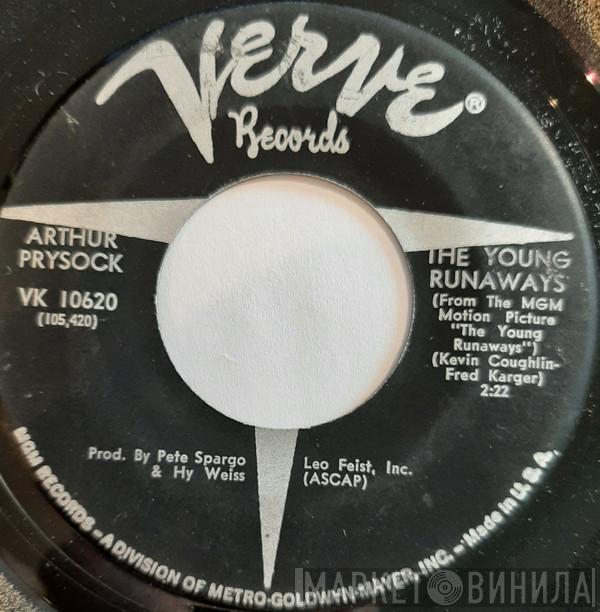 Verve®
Records
ARTHUR
PRYSOCK
VK 10620
(105,420)
THE YOUNG
RUNAWAYS
(From The MGM
Motion Picture
"The Young
Runaways")
(Kevin Coughlin-
Fred Karger)
2:22
Prod. By Pete Spargo
& Hy Weiss
Leo Feist, Inc.
(ASCAP)
MGM RECORDS - A DIVISION OF METRO-GOLDWYN-MAYER, INC. - Made in U.S.A.
МАРКЕТ ВИНИЛА